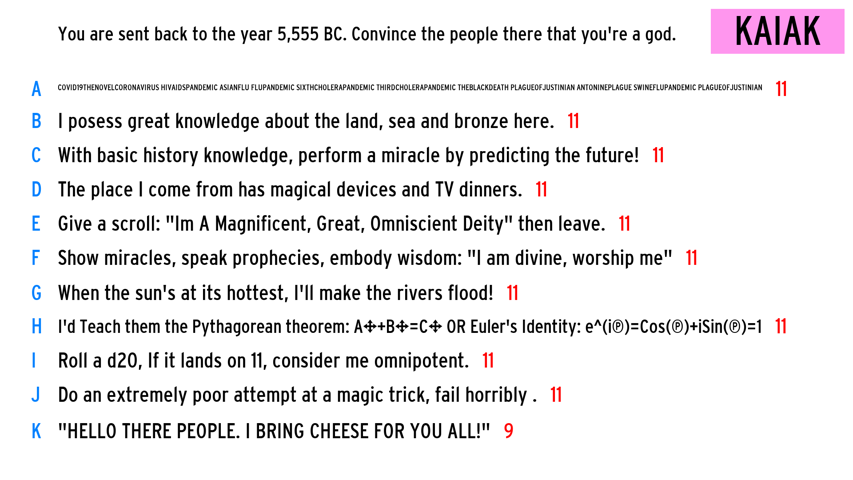 You are sent back to the year 5,555 BC. Convince the people there that you're a god.
KAIAK
A COVID19THENOVELCORONAVIRUS HIVAIDSPANDEMIC ASIANFLU FLUPANDEMIC SIXTHCHOLERAPANDEMIC THIRDCHOLERAPANDEMIC THEBLACKDEATH PLAGUEOFJUSTINIAN ANTONINEPLAGUE SWINEFLUPANDEMIC PLAGUEOFJUSTINIAN 11
B I posess great knowledge about the land, sea and bronze here. 11
C With basic history knowledge, perform a miracle by predicting the future! 11
D The place I come from has magical devices and TV dinners. 11
E Give a scroll: "Im A Magnificent, Great, Omniscient Deity" then leave. 11
F Show miracles, speak prophecies, embody wisdom: "I am divine, worship me" 11
G When the sun's at its hottest, I'll make the rivers flood! 11
H I'd Teach them the Pythagorean theorem: A✢+B✢=C✢ OR Euler's Identity: e^(i℗)=Cos(℗)+iSin(℗)=1 11
I Roll a d20, If it lands on 11, consider me omnipotent. 11
J Do an extremely poor attempt at a magic trick, fail horribly . 11
K "HELLO THERE PEOPLE. I BRING CHEESE FOR YOU ALL!" 9